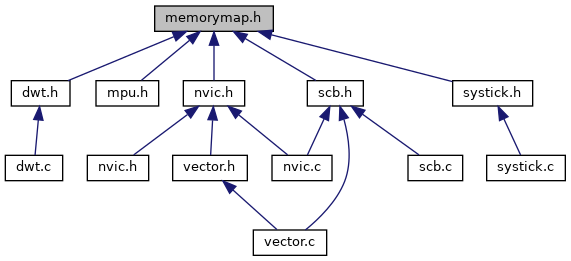 memorymap.h
dwt.h
mpu.h
nvic.h
scb.h
systick.h
dwt.c
nvic.h
vector.h
nvic.c
scb.c
systick.c
vector.c